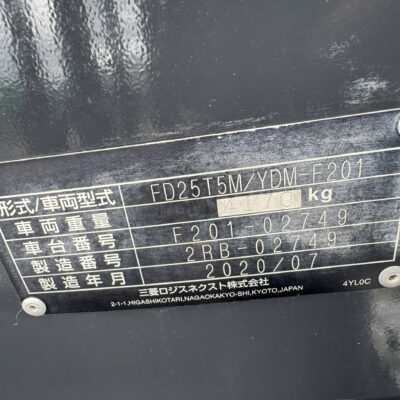 形式/車両型式 FD25T5M/YDM-F201
車両重量 4670 kg
車台番号 F201-02749
製造番号 2RB-02749
製造年月 2020/07
三菱ロジスネクスト株式会社
2-1-1,HIGASHIKOTARI,NAGAOKAKYO-SHI,KYOTO,JAPAN 4YL0C